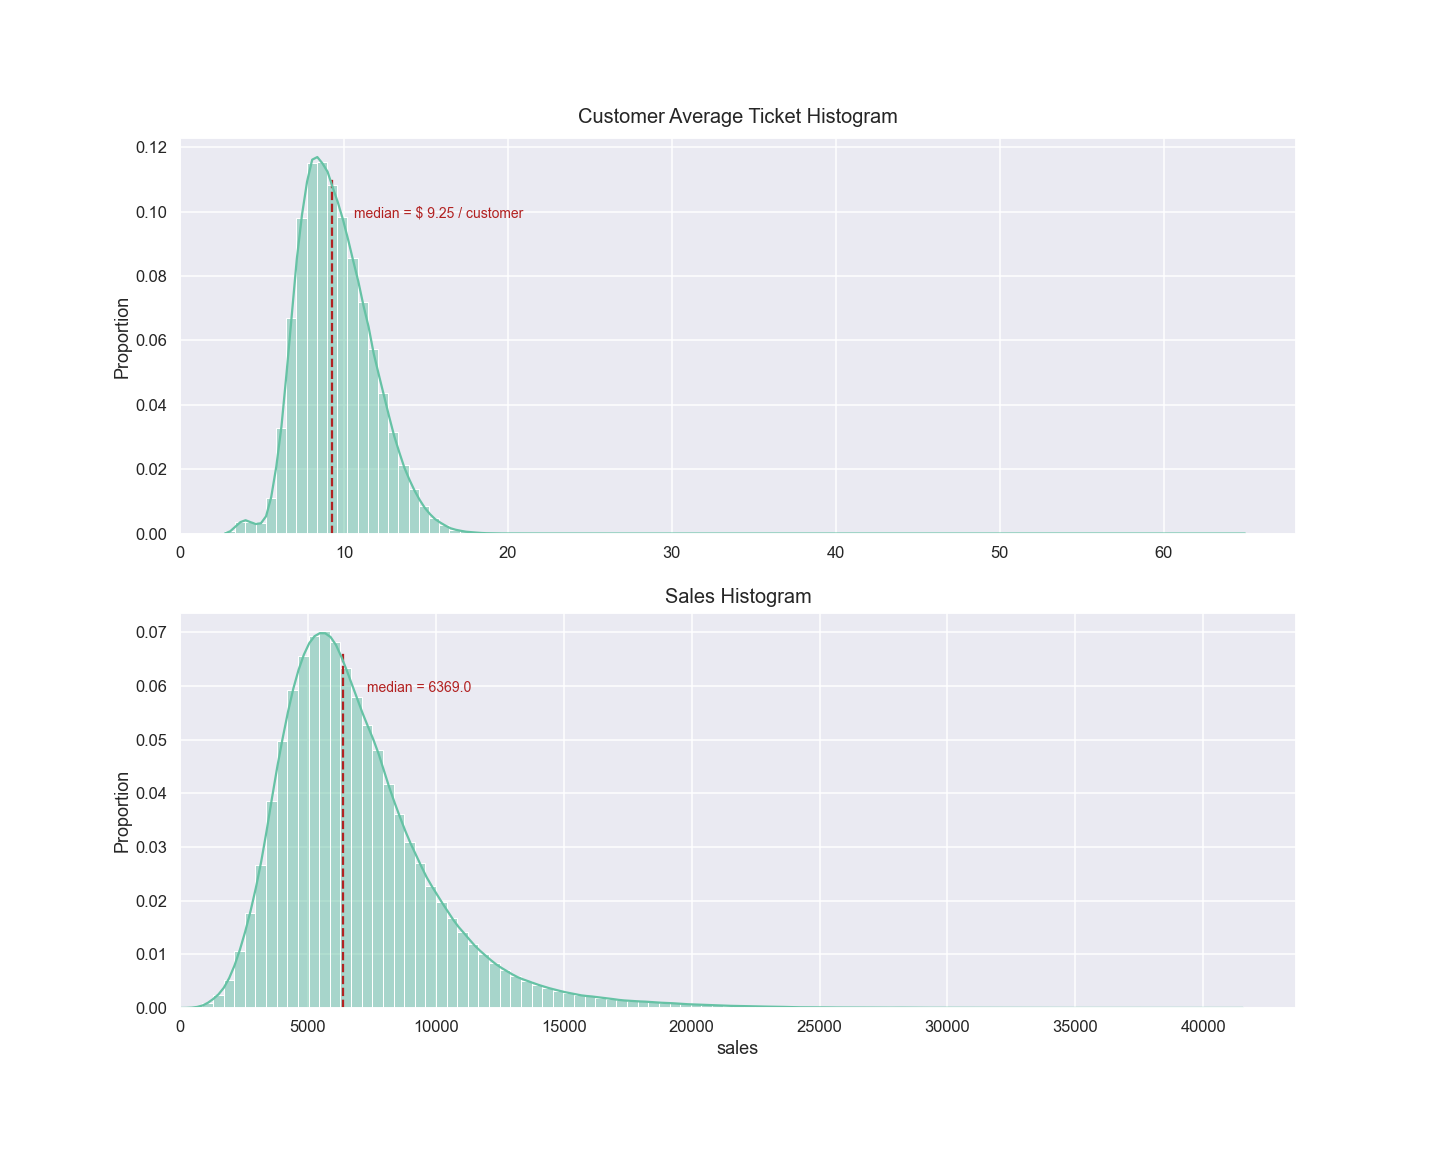 Customer Average Ticket Histogram
0.12
0.10
0.08
0.06
0.04
0.02
0.00
Proportion
median = $ 9.25 / customer
0 10 20 30 40 50 60
Sales Histogram
0.07
0.06
0.05
0.04
0.03
0.02
0.01
0.00
Proportion
median = 6369.0
0 5000 10000 15000 20000 25000 30000 35000 40000
sales